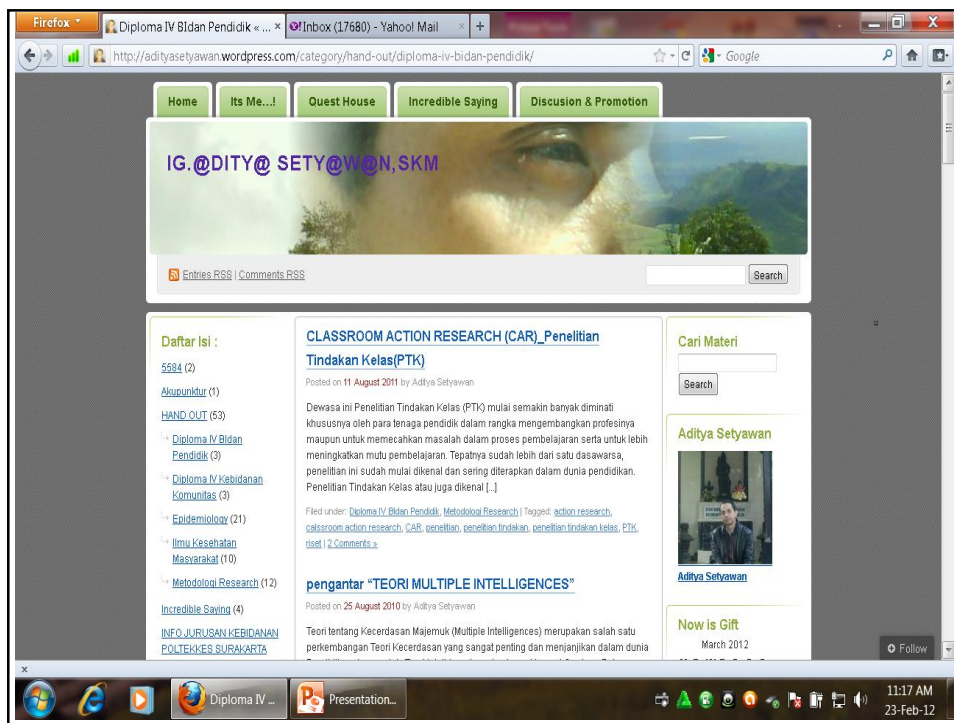 Firefox
Diploma IV BIdan Pendidik « ... ×
Inbox (17680) - Yahoo! Mail ×
+
http://adityasetyawan.wordpress.com/category/hand-out/diploma-iv-bidan-pendidik/
Google
Home
Its Me...!
Quest House
Incredible Saying
Discusion & Promotion
IG.@DITY@ SETY@W@N,SKM
Entries RSS | Comments RSS
Search
Daftar Isi :
5584 (2)
Akupunktur (1)
HAND OUT (53)
Diploma IV BIdan
Pendidik (3)
Diploma IV Kebidanan
Komunitas (3)
Epidemiology (21)
Ilmu Kesehatan
Masyarakat (10)
Metodologi Research (12)
Incredible Saying (4)
INFO JURUSAN KEBIDANAN
POLTEKKES SURAKARTA
CLASSROOM ACTION RESEARCH (CAR)_Penelitian
Tindakan Kelas(PTK)
Posted on 11 August 2011 by Aditya Setyawan
Dewasa ini Penelitian Tindakan Kelas (PTK) mulai semakin banyak diminati
khususnya oleh para tenaga pendidik dalam rangka mengembangkan profesinya
maupun untuk memecahkan masalah dalam proses pembelajaran serta untuk lebih
meningkatkan mutu pembelajaran. Tepatnya sudah lebih dari satu dasawarsa,
penelitian ini sudah mulai dikenal dan sering diterapkan dalam dunia pendidikan.
Penelitian Tindakan Kelas atau juga dikenal [...]
Filed under: Diploma IV BIdan Pendidik, Metodologi Research | Tagged: action research,
calssroom action research, CAR, penelitian, penelitian tindakan, penelitian tindakan kelas, PTK,
riset | 2 Comments »
pengantar “TEORI MULTIPLE INTELLIGENCES”
Posted on 25 August 2010 by Aditya Setyawan
Teori tentang Kecerdasan Majemuk (Multiple Intelligences) merupakan salah satu
perkembangan Teori Kecerdasan yang sangat penting dan menjanjikan dalam dunia
Cari Materi
Search
Aditya Setyawan
Aditya Setyawan
Now is Gift
March 2012
Follow
×
Diploma IV ...
Presentation...
11:17 AM
23-Feb-12